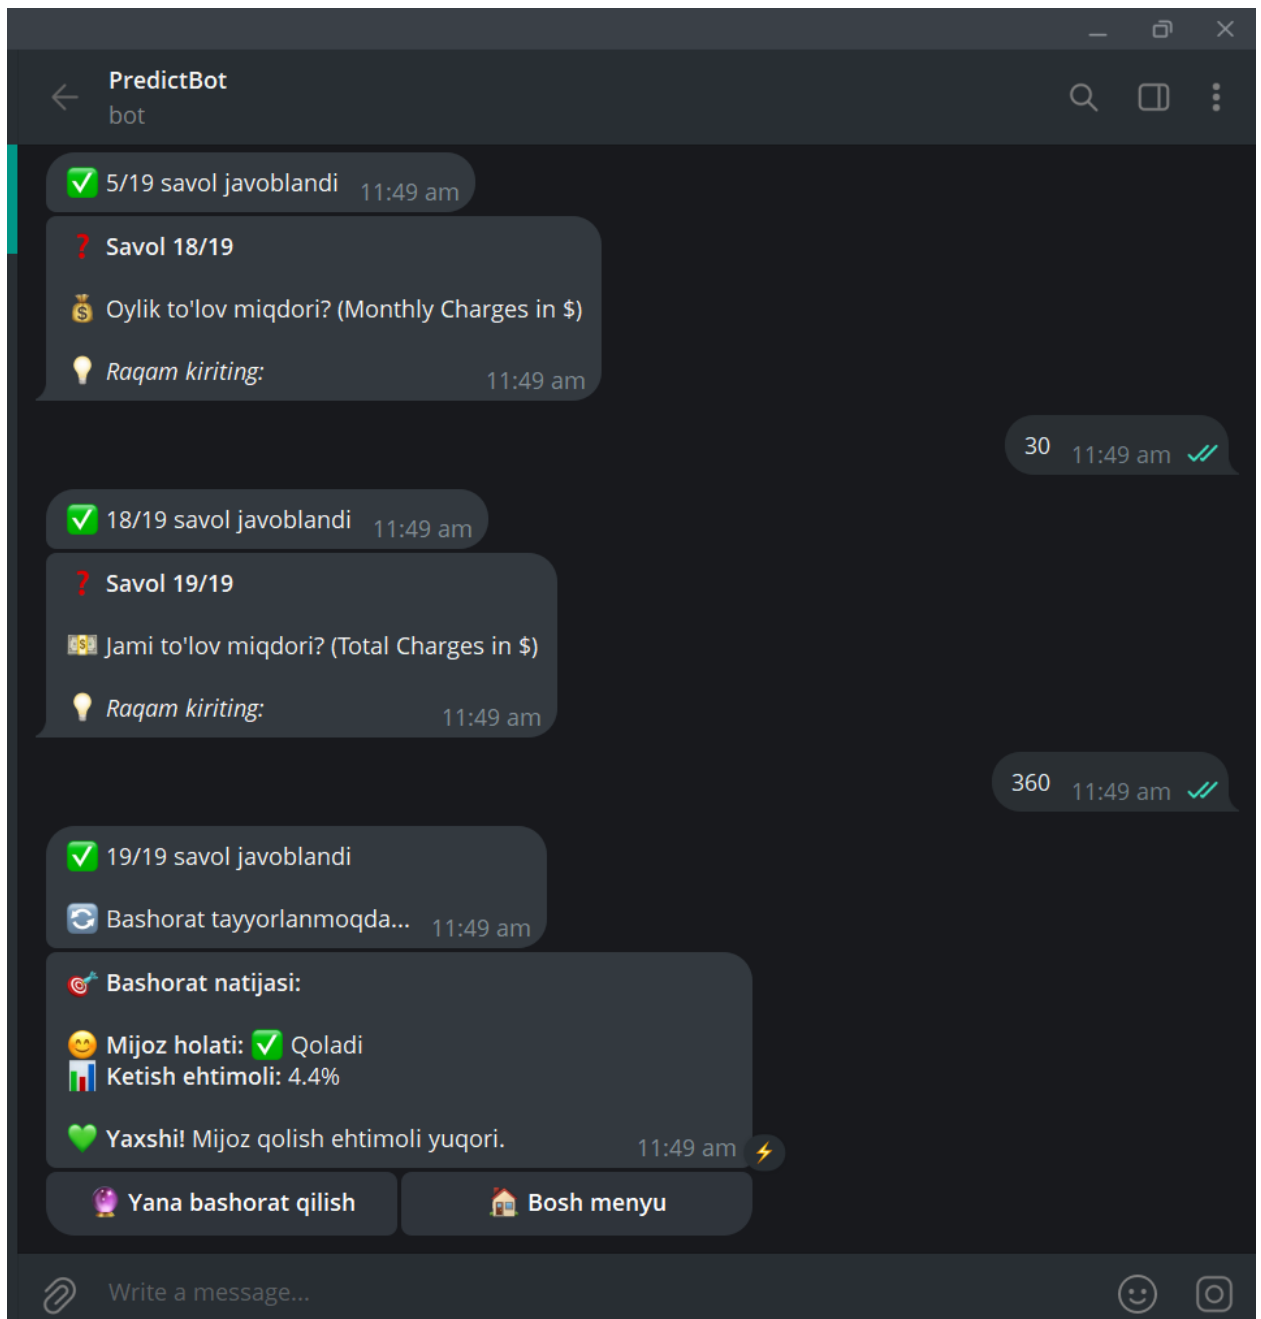 PredictBot
bot
✅ 5/19 savol javoblandi 11:49 am
❓ Savol 18/19
💰 Oylik to'lov miqdori? (Monthly Charges in $)
💡 Raqam kiriting: 11:49 am
30 11:49 am
✅ 18/19 savol javoblandi 11:49 am
❓ Savol 19/19
💵 Jami to'lov miqdori? (Total Charges in $)
💡 Raqam kiriting: 11:49 am
360 11:49 am
✅ 19/19 savol javoblandi
🔄 Bashorat tayyorlanmoqda... 11:49 am
🎯 Bashorat natijasi:
😊 Mijoz holati: ✅ Qoladi
📊 Ketish ehtimoli: 4.4%
💚 Yaxshi! Mijoz qolish ehtimoli yuqori. 11:49 am
🔮 Yana bashorat qilish
🏠 Bosh menyu
Write a message...